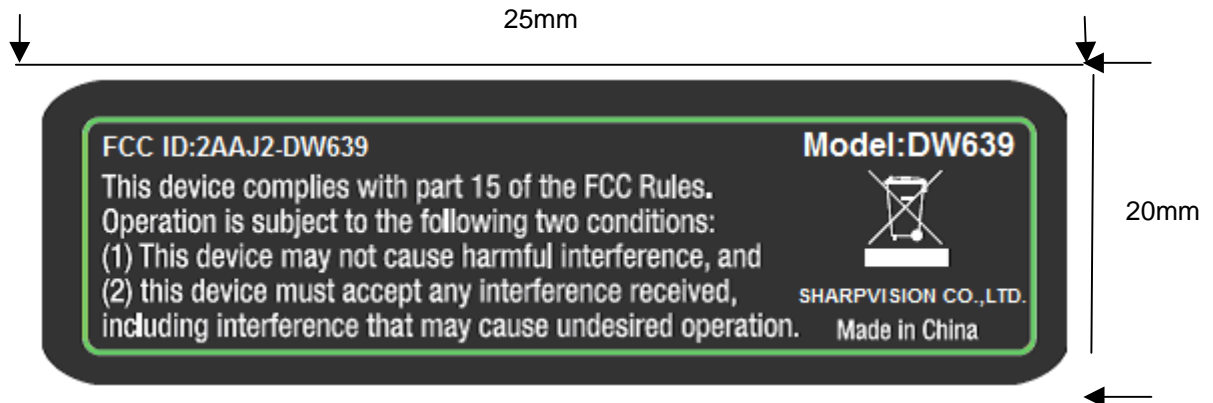 25mm
FCC ID:2AAJ2-DW639
Model:DW639
This device complies with part 15 of the FCC Rules.
Operation is subject to the following two conditions:
(1) This device may not cause harmful interference, and
(2) this device must accept any interference received,
including interference that may cause undesired operation.
SHARPVISION CO.,LTD.
Made in China
20mm